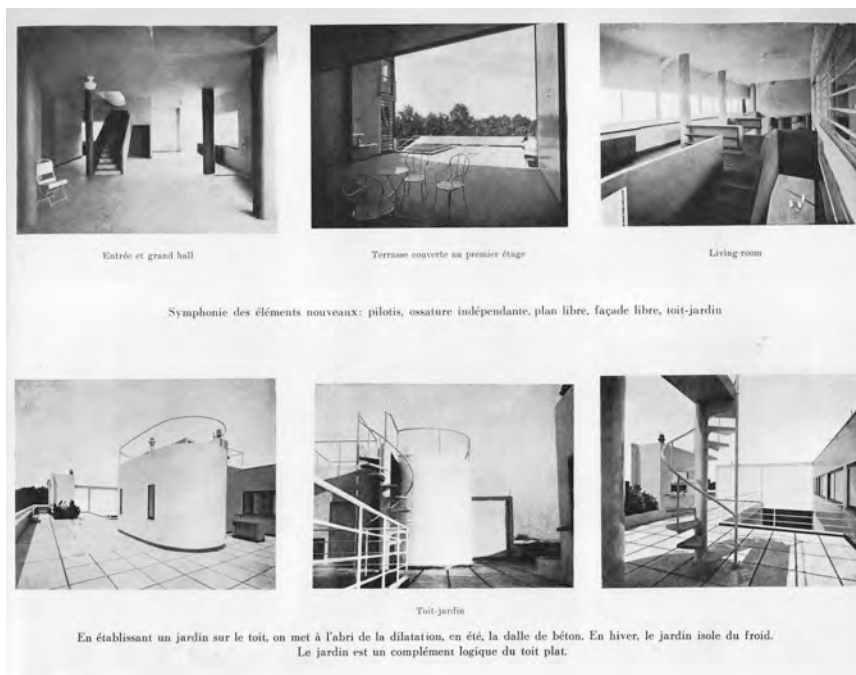 Entrée et grand hall
Terrasse couverte au premier étage
Living-room
Symphonie des éléments nouveaux: pilotis, ossature indépendante, plan libre, façade libre, toit-jardin
Toit-jardin
En établissant un jardin sur le toit, on met à l'abri de la dilatation, en été, la dalle de béton. En hiver, le jardin isole du froid.
Le jardin est un complément logique du toit plat.